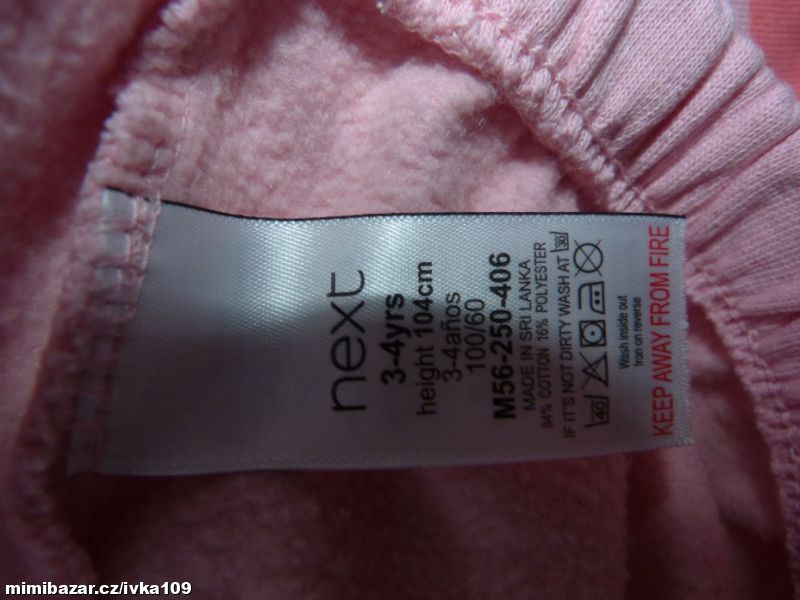 next
3-4yrs
height 104cm
3-4años
100/60
M56-250-406
MADE IN SRI LANKA
84% COTTON 16% POLYESTER
IF IT'S NOT DIRTY WASH AT 30
40
Wash inside out
Iron on reverse
KEEP AWAY FROM FIRE
mimibazar.cz/ivka109